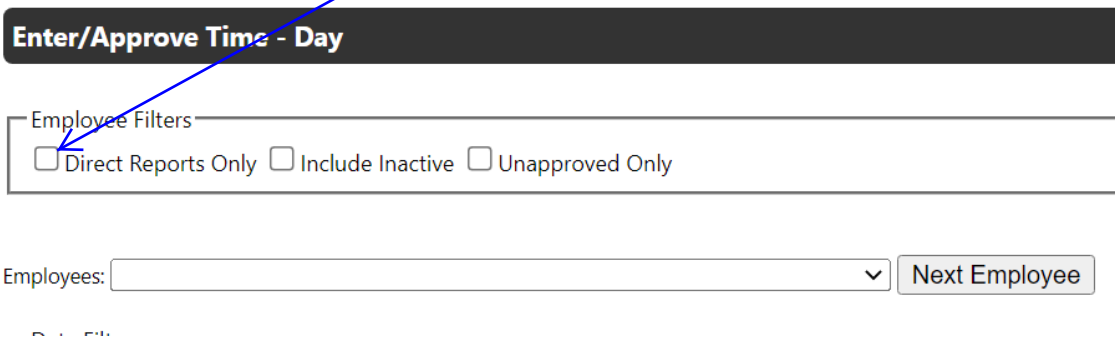 Enter/Approve Time - Day
Employee Filters
Direct Reports Only Include Inactive Unapproved Only
Employees: Next Employee